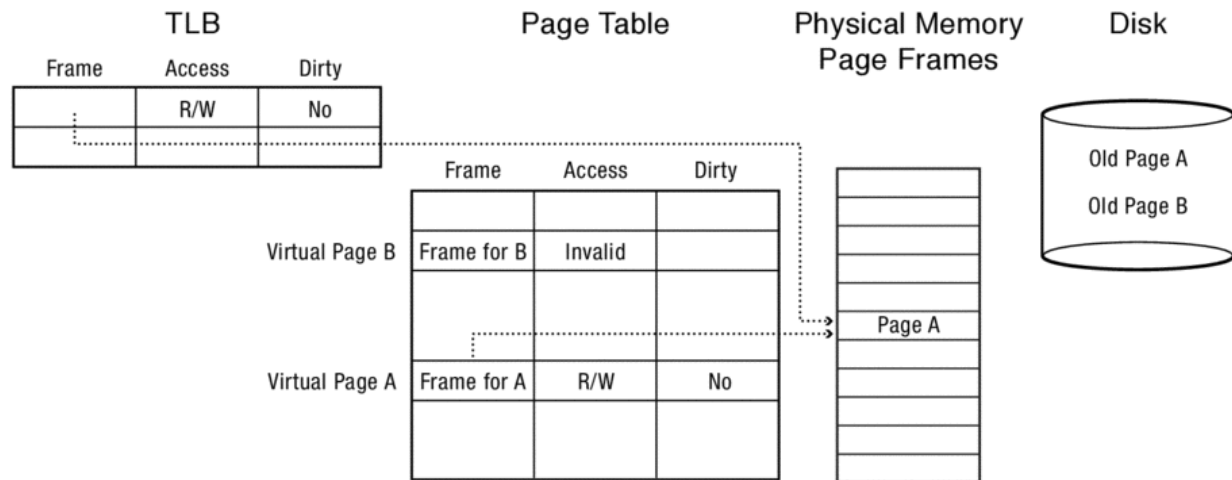 TLB
Page Table
Physical Memory
Page Frames
Disk
Frame Access Dirty
R/W No
Old Page A
Old Page B
Frame Access Dirty
Virtual Page B Frame for B Invalid
Page A
Virtual Page A Frame for A R/W No